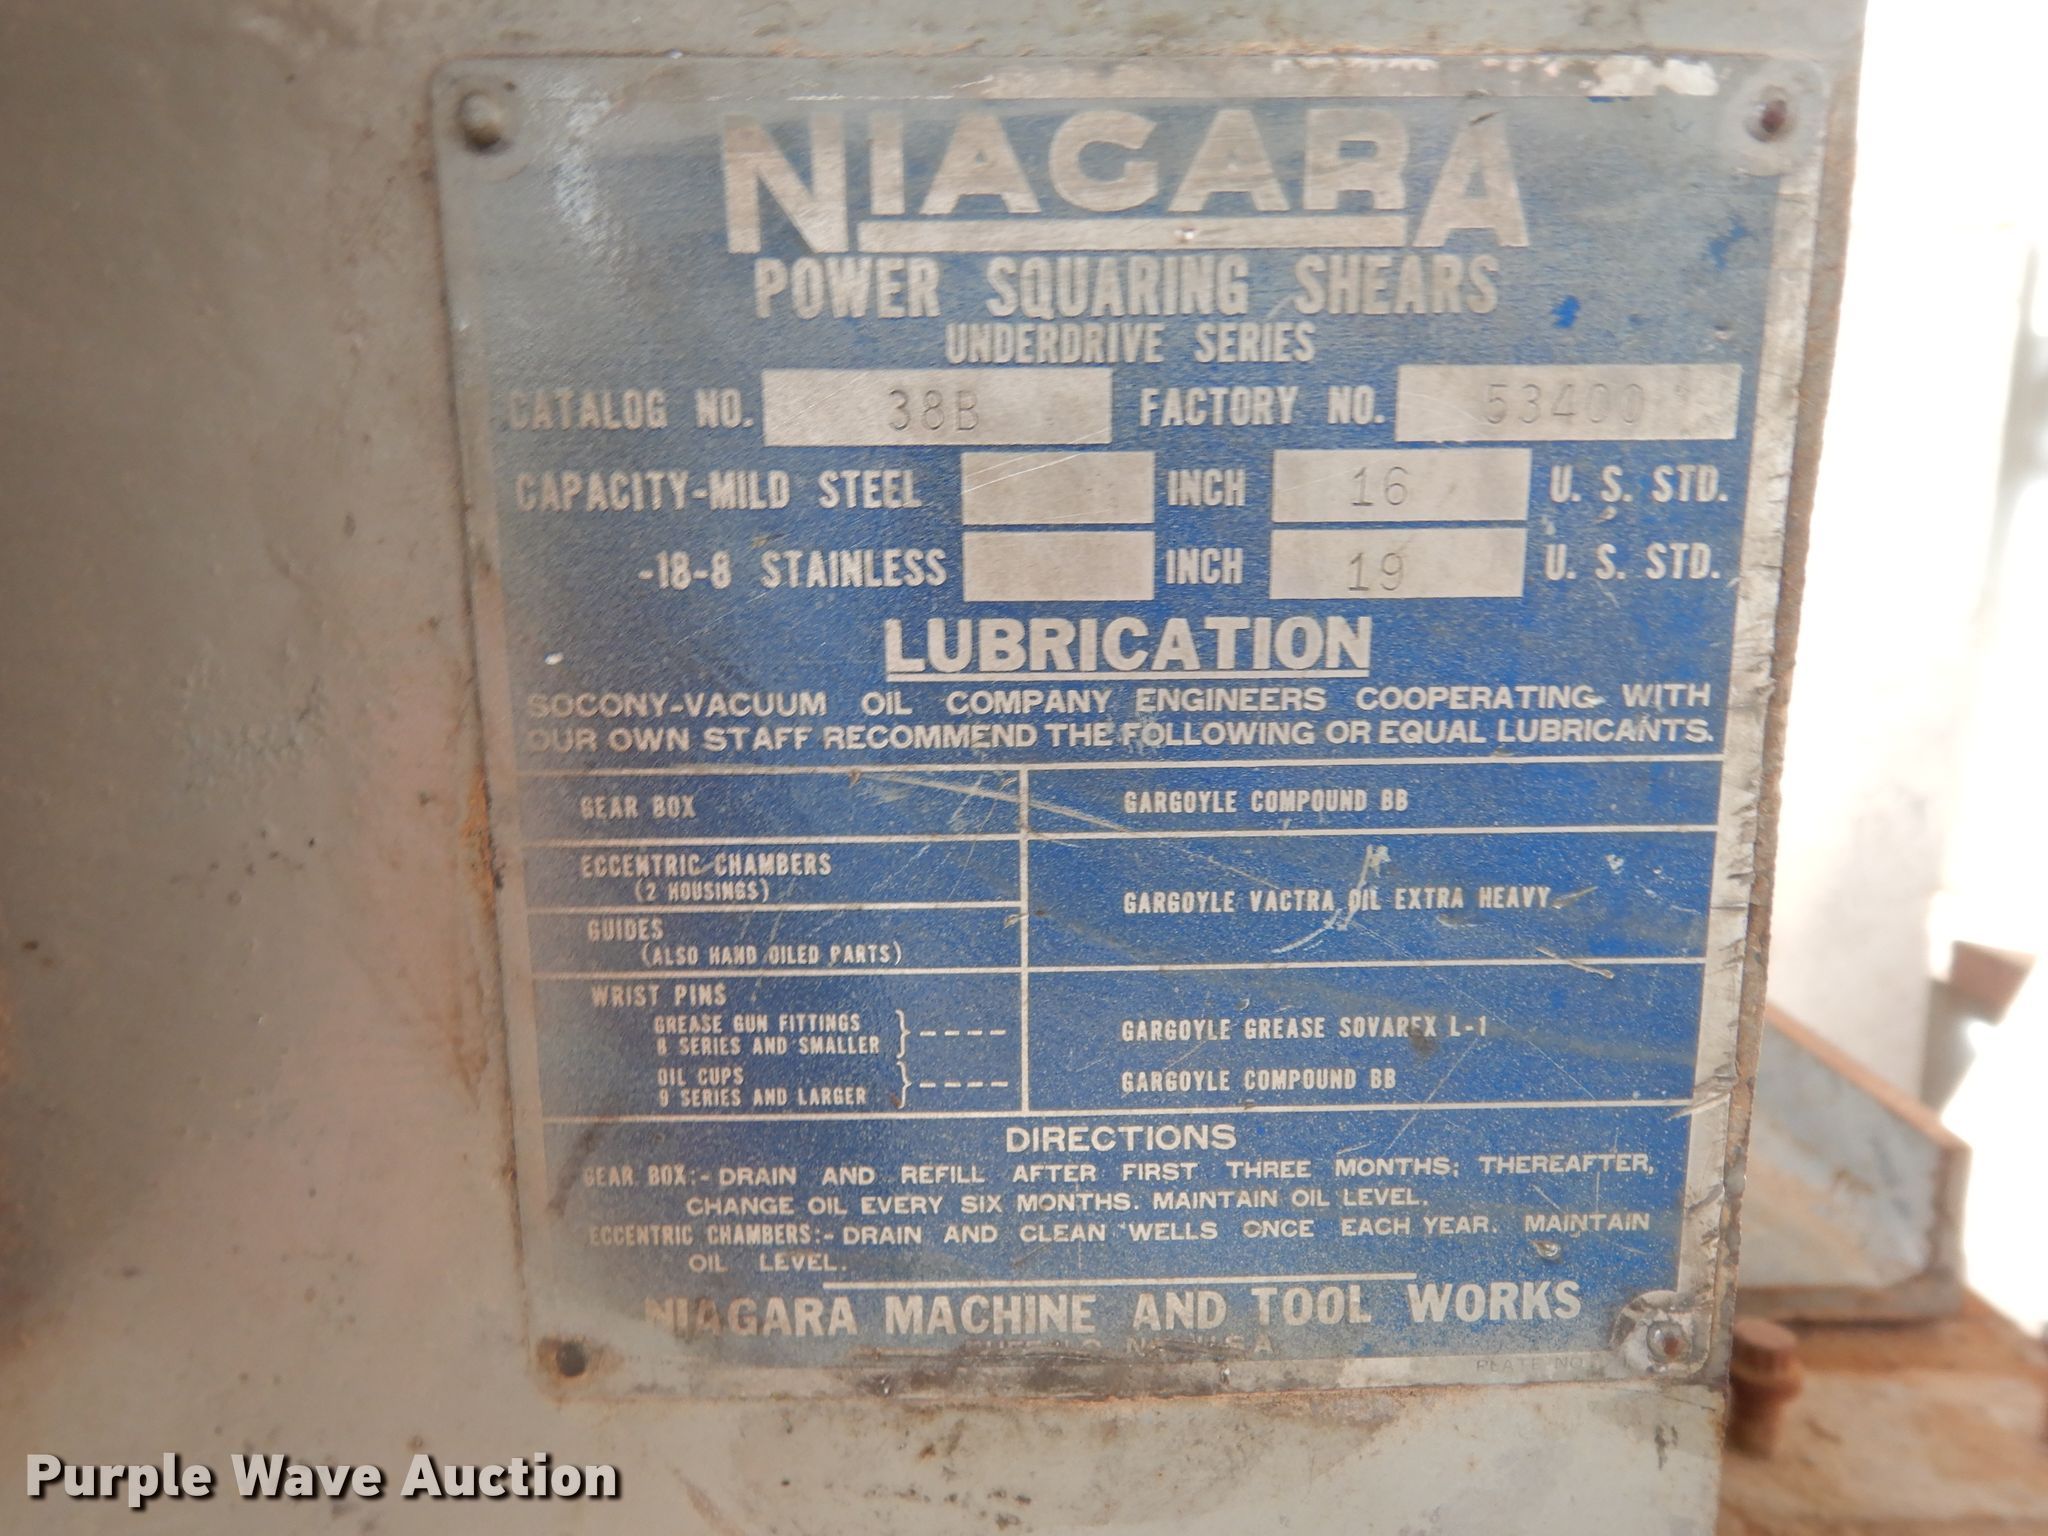 NIAGARA
POWER SQUARING SHEARS
UNDERDRIVE SERIES
CATALOG NO. 38B FACTORY NO. 53400
CAPACITY-MILD STEEL INCH 16 U. S. STD.
-18-8 STAINLESS INCH 19 U. S. STD.
LUBRICATION
SOCONY-VACUUM OIL COMPANY ENGINEERS COOPERATING WITH
OUR OWN STAFF RECOMMEND THE FOLLOWING OR EQUAL LUBRICANTS.
GEAR BOX GARGOYLE COMPOUND BB
ECCENTRIC CHAMBERS
(2 HOUSINGS)
GARGOYLE VACTRA OIL EXTRA HEAVY
GUIDES
(ALSO HAND OILED PARTS)
WRIST PINS
GREASE GUN FITTINGS
8 SERIES AND SMALLER
} ---- GARGOYLE GREASE SOVAREX L-1
OIL CUPS
9 SERIES AND LARGER
} ---- GARGOYLE COMPOUND BB
DIRECTIONS
GEAR BOX:- DRAIN AND REFILL AFTER FIRST THREE MONTHS; THEREAFTER,
CHANGE OIL EVERY SIX MONTHS. MAINTAIN OIL LEVEL.
ECCENTRIC CHAMBERS:- DRAIN AND CLEAN WELLS ONCE EACH YEAR. MAINTAIN
OIL LEVEL.
NIAGARA MACHINE AND TOOL WORKS
PLATE NO
Purple Wave Auction